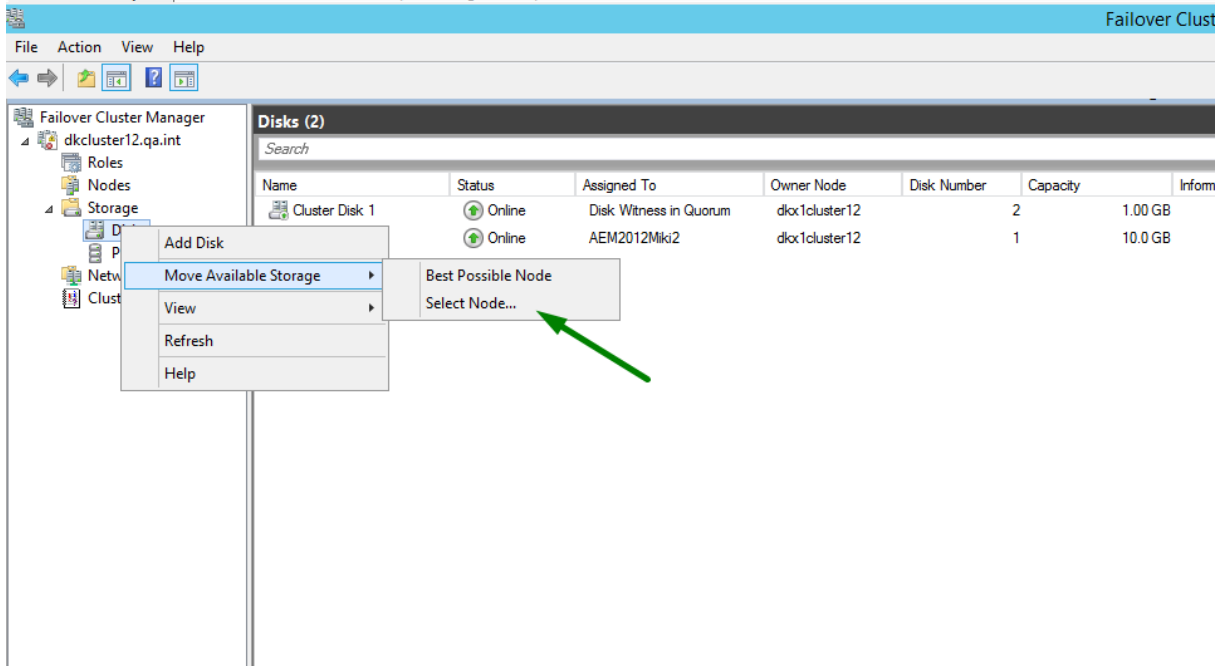 Failover Clust
File Action View Help
Failover Cluster Manager
dkcluster12.qa.int
Roles
Nodes
Storage
D
P
Netw
Clust
Disks (2)
Search
Name Status Assigned To Owner Node Disk Number Capacity Inform
Cluster Disk 1 Online Disk Witness in Quorum dkx1cluster12 2 1.00 GB
Online AEM2012Miki2 dkx1cluster12 1 10.0 GB
Add Disk
Move Available Storage
View
Refresh
Help
Best Possible Node
Select Node...